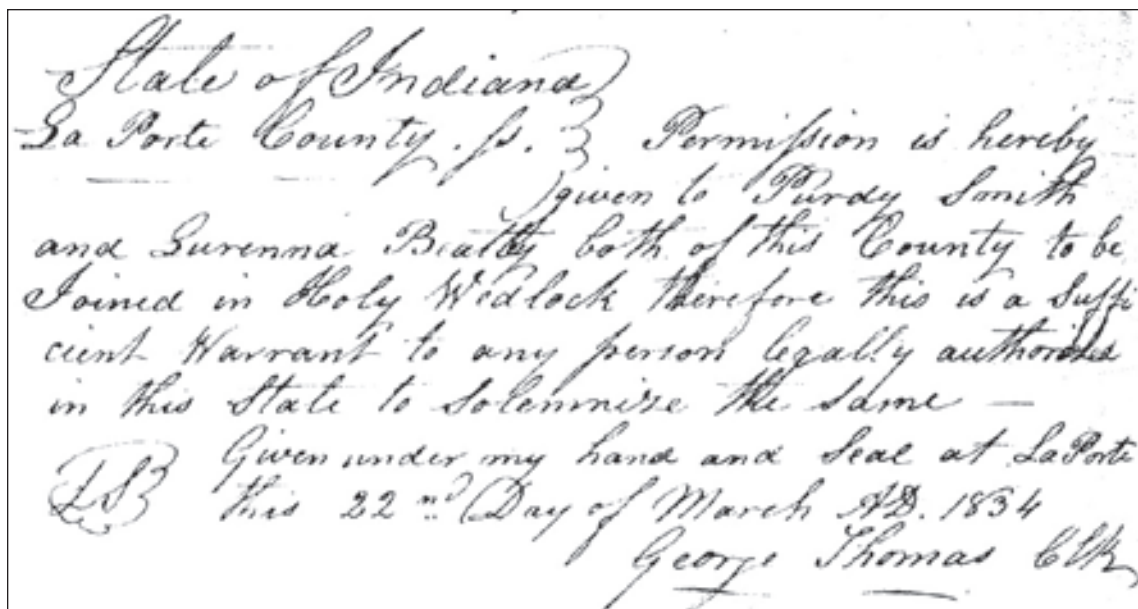 State of Indiana
La Porte County. ss. } Permission is hereby
given to Purdy Smith
and Surenna Beatty both of this County to be
Joined in Holy Wedlock therefore this is a Suffi
cient Warrant to any person legally authorised
in this State to Solemnize the same —
Given under my hand and Seal at LaPorte
LS this 22nd Day of March AD. 1834
George Thomas Clk